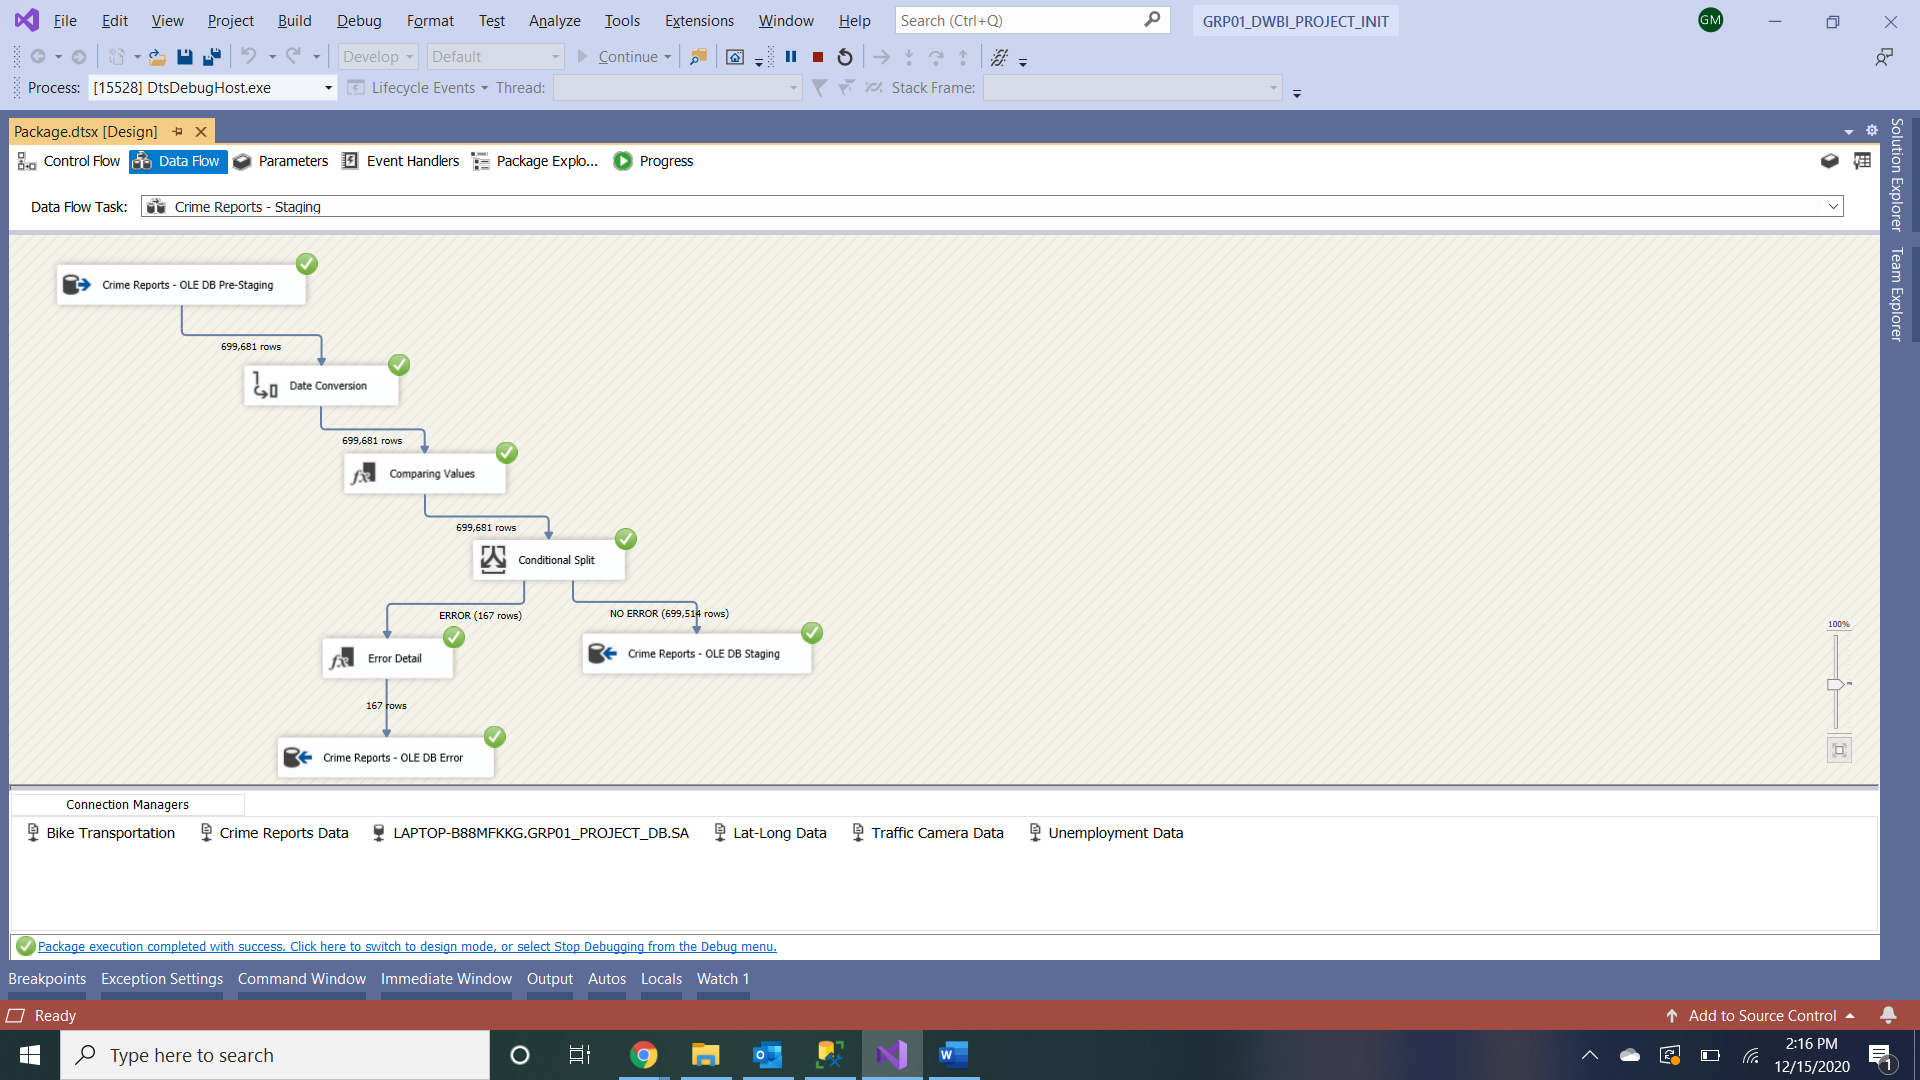 File Edit View Project Build Debug Format Test Analyze Tools Extensions Window Help Search (Ctrl+Q) GRP01_DWBI_PROJECT_INIT GM
Develop Default Continue
Process: [15528] DtsDebugHost.exe Lifecycle Events Thread: Stack Frame:
Package.dtsx [Design]
Control Flow Data Flow Parameters Event Handlers Package Explo... Progress
Data Flow Task: Crime Reports - Staging
Solution Explorer
Team Explorer
Crime Reports - OLE DB Pre-Staging
699,681 rows
Date Conversion
699,681 rows
Comparing Values
699,681 rows
Conditional Split
ERROR (167 rows)
NO ERROR (699,514 rows)
Error Detail
Crime Reports - OLE DB Staging
167 rows
Crime Reports - OLE DB Error
100%
Connection Managers
Bike Transportation Crime Reports Data LAPTOP-B88MFKKG.GRP01_PROJECT_DB.SA Lat-Long Data Traffic Camera Data Unemployment Data
Package execution completed with success. Click here to switch to design mode, or select Stop Debugging from the Debug menu.
Breakpoints Exception Settings Command Window Immediate Window Output Autos Locals Watch 1
Ready Add to Source Control
Type here to search
2:16 PM
12/15/2020
1